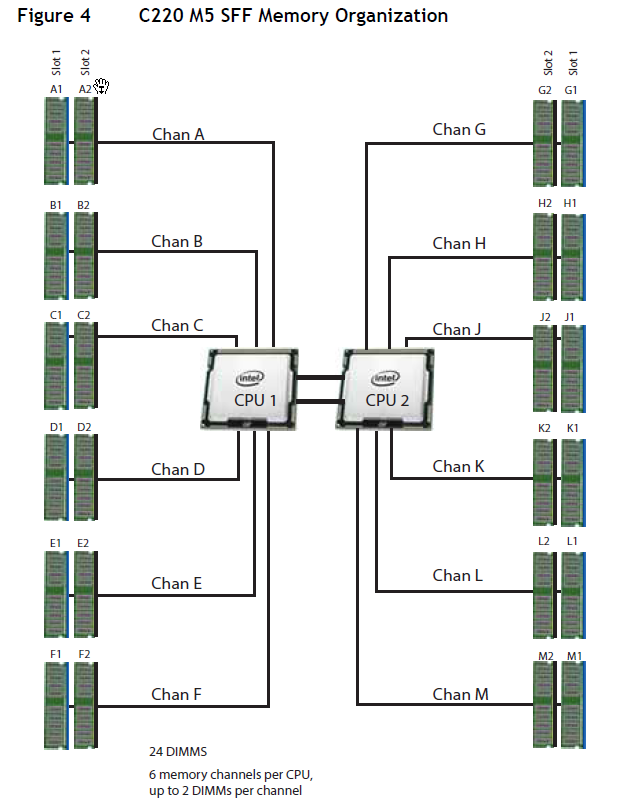 Figure 4 C220 M5 SFF Memory Organization
Slot 1 Slot 2 Slot 2 Slot 1
A1 A2 G2 G1
Chan A Chan G
B1 B2 H2 H1
Chan B Chan H
C1 C2 J2 J1
Chan C Chan J
intel intel
CPU 1 CPU 2
D1 D2 K2 K1
Chan D Chan K
E1 E2 L2 L1
Chan E Chan L
F1 F2 M2 M1
Chan F Chan M
24 DIMMS
6 memory channels per CPU,
up to 2 DIMMs per channel